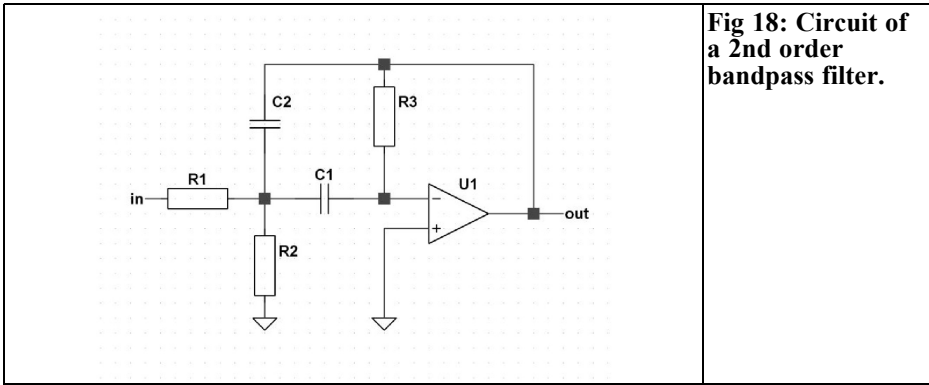 Fig 18: Circuit of
a 2nd order
bandpass filter.
C2
R3
R1
C1
U1
in
−
out
+
R2